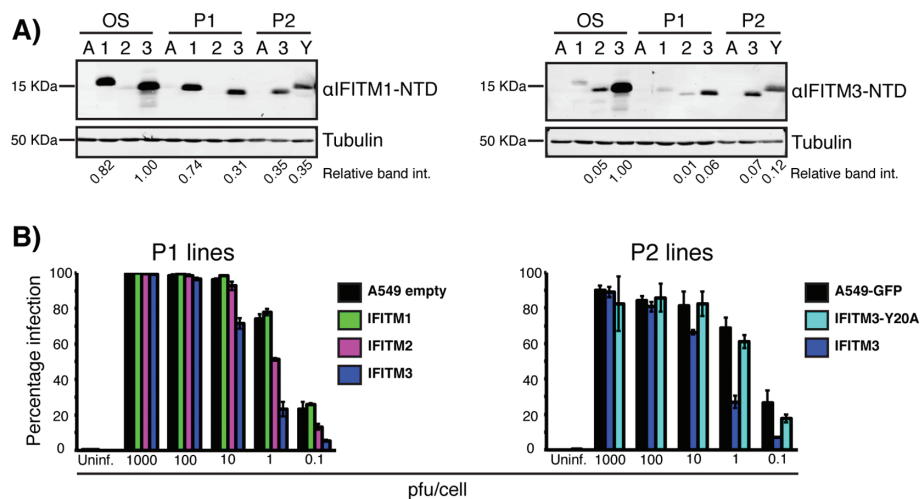 A)
OS P1 P2
A 1 2 3 A 1 2 3 A 3 Y
15 KDa
αIFITM1-NTD
50 KDa
Tubulin
0.82 1.00 0.74 0.31 0.35 0.35 Relative band int.
OS P1 P2
A 1 2 3 A 1 2 3 A 3 Y
15 KDa
αIFITM3-NTD
50 KDa
Tubulin
0.05 1.00 0.01 0.06 0.07 0.12 Relative band int.
B)
P1 lines
Percentage infection
100
80
60
40
20
0
Uninf. 1000 100 10 1 0.1
A549 empty
IFITM1
IFITM2
IFITM3
P2 lines
100
80
60
40
20
0
Uninf. 1000 100 10 1 0.1
A549-GFP
IFITM3-Y20A
IFITM3
pfu/cell